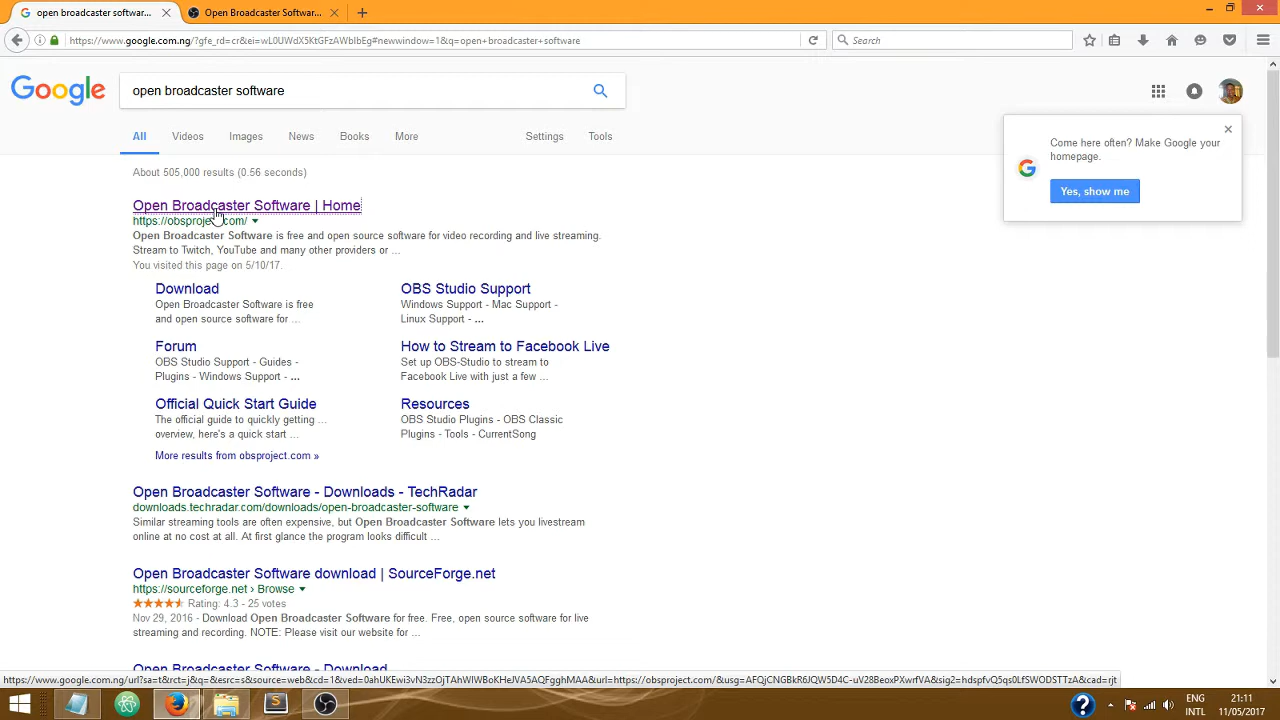 open broadcaster softwar...
Open Broadcaster Softwar...
https://www.google.com.ng/?gfe_rd=cr&ei=wL0UWdX5KtGFzAWbIbEg#newwindow=1&q=open+broadcaster+software
Search
Google
open broadcaster software
All Videos Images News Books More Settings Tools
Come here often? Make Google your
homepage.
Yes, show me
About 505,000 results (0.56 seconds)
Open Broadcaster Software | Home
https://obsproject.com/
Open Broadcaster Software is free and open source software for video recording and live streaming.
Stream to Twitch, YouTube and many other providers or ...
You visited this page on 5/10/17.
Download
Open Broadcaster Software is free
and open source software for ...
OBS Studio Support
Windows Support - Mac Support -
Linux Support - ...
Forum
OBS Studio Support - Guides -
Plugins - Windows Support - ...
How to Stream to Facebook Live
Set up OBS-Studio to stream to
Facebook Live with just a few ...
Official Quick Start Guide
The official guide to quickly getting ...
overview, here's a quick start ...
Resources
OBS Studio Plugins - OBS Classic
Plugins - Tools - CurrentSong
More results from obsproject.com »
Open Broadcaster Software - Downloads - TechRadar
downloads.techradar.com/downloads/open-broadcaster-software
Similar streaming tools are often expensive, but Open Broadcaster Software lets you livestream
online at no cost at all. At first glance the program looks difficult ...
Open Broadcaster Software download | SourceForge.net
https://sourceforge.net › Browse
Rating: 4.3 - 25 votes
Nov 29, 2016 - Download Open Broadcaster Software for free. Free, open source software for live
streaming and recording. NOTE: Please visit our website for ...
Open Broadcaster Software - Download
https://www.google.com.ng/url?sa=t&rct=j&q=&esrc=s&source=web&cd=1&ved=0ahUKEwi3vN3zzOjTAhWIWBoKHeJVA5AQFgghMAA&url=https://obsproject.com/&usg=AFQjCNGBkR6JQW5D4C-uV28BeoxPXwrfVA&sig2=hdspfvQ5qs0LfSWODSTTzA&cad=rjt
ENG
INTL
21:11
11/05/2017